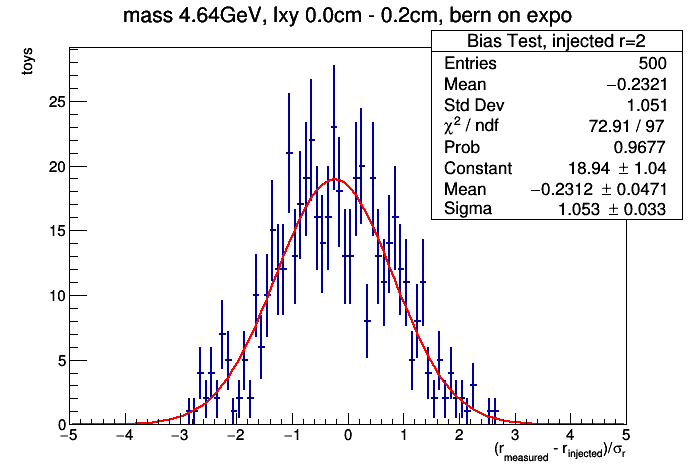 mass 4.64GeV, lxy 0.0cm - 0.2cm, bern on expo
Bias Test, injected r=2
Entries 500
Mean −0.2321
Std Dev 1.051
χ² / ndf 72.91 / 97
Prob 0.9677
Constant 18.94 ± 1.04
Mean −0.2312 ± 0.0471
Sigma 1.053 ± 0.033
toys
25
20
15
10
5
0
−5 −4 −3 −2 −1 0 1 2 3 4 5
(r_measured - r_injected)/σ_r